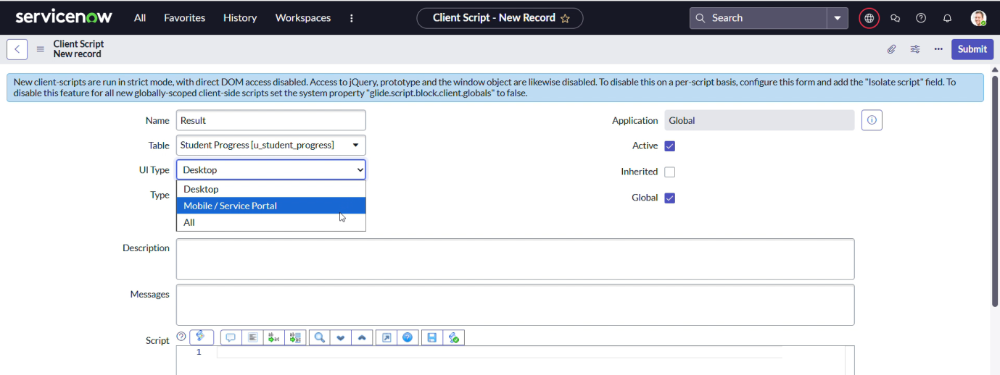 servicenow All Favorites History Workspaces Client Script - New Record Search
Client Script
New record
Submit
New client-scripts are run in strict mode, with direct DOM access disabled. Access to jQuery, prototype and the window object are likewise disabled. To disable this on a per-script basis, configure this form and add the "Isolate script" field. To
disable this feature for all new globally-scoped client-side scripts set the system property "glide.script.block.client.globals" to false.
Name Result Application Global
Table Student Progress [u_student_progress] Active
UI Type Desktop Inherited
Desktop
Type Global
Mobile / Service Portal
All
Description
Messages
Script
1